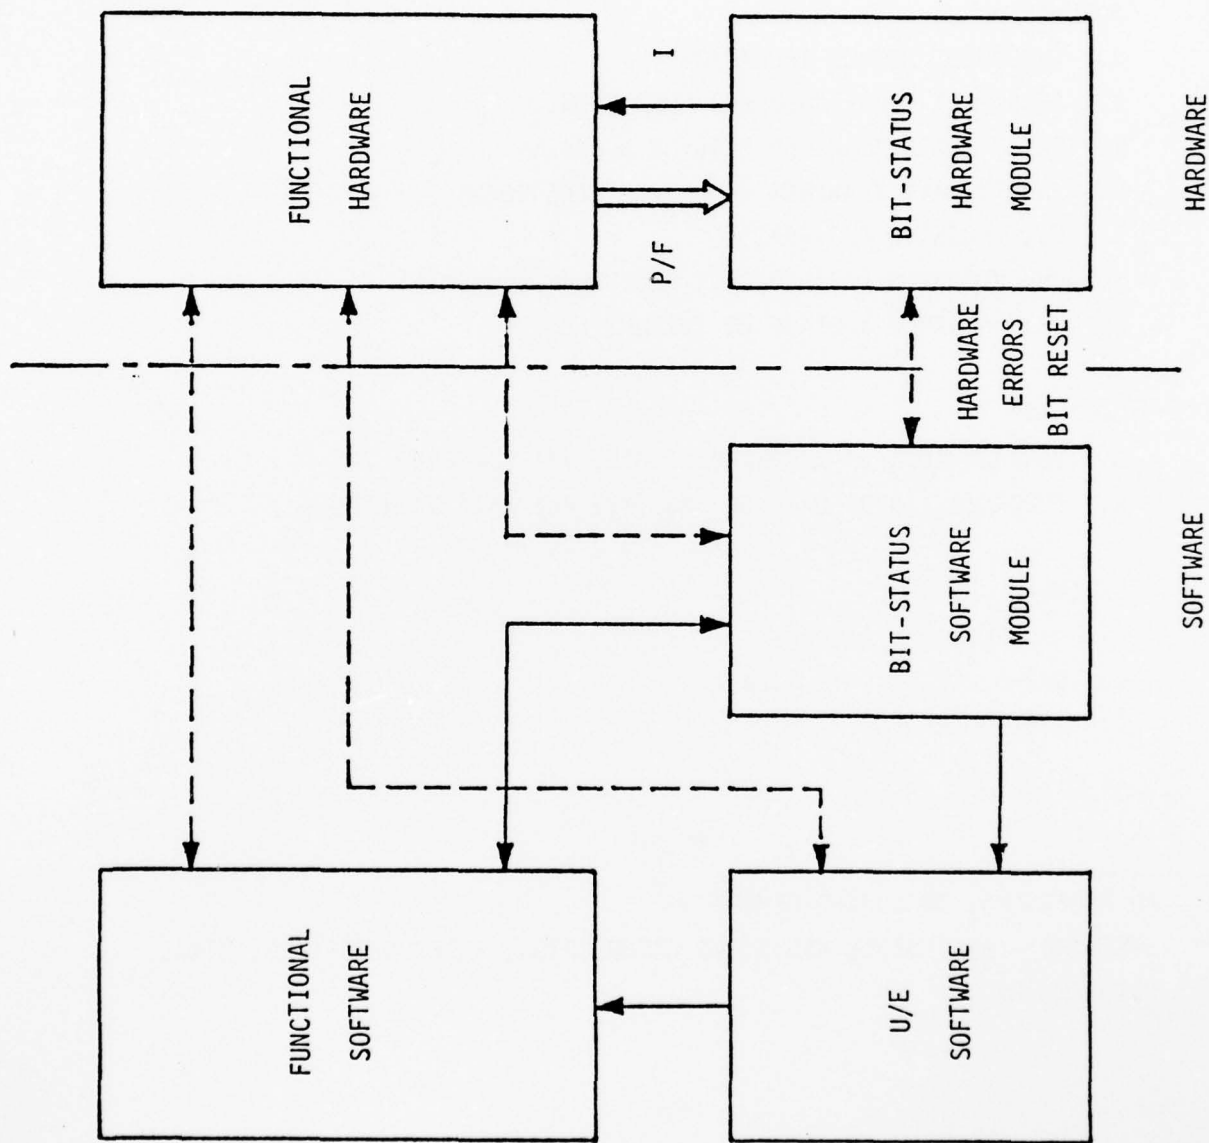 FUNCTIONAL
SOFTWARE
FUNCTIONAL
HARDWARE
P/F
I
U/E
SOFTWARE
BIT-STATUS
SOFTWARE
MODULE
HARDWARE
ERRORS
BIT RESET
BIT-STATUS
HARDWARE
MODULE
SOFTWARE
HARDWARE